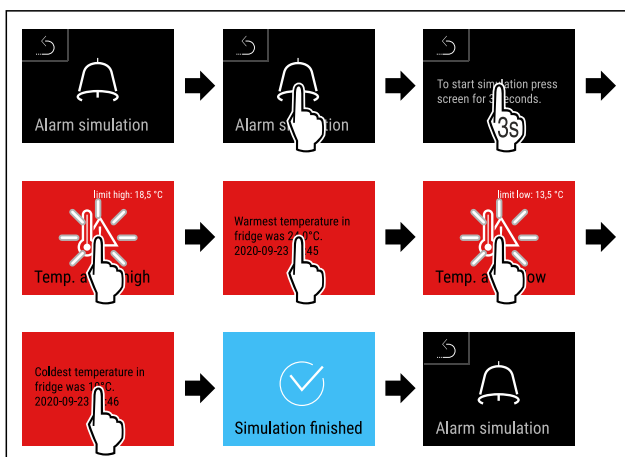 Alarm simulation
Alarm
To start simulation press
screen for 3 seconds.
3s
limit high: 18,5 °C
Temp. high
Warmest temperature in
fridge was °C.
2020-09-23 45
limit low: 13,5 °C
Temp.
Coldest temperature in
fridge was °C.
2020-09-23 46
Simulation finished
Alarm simulation